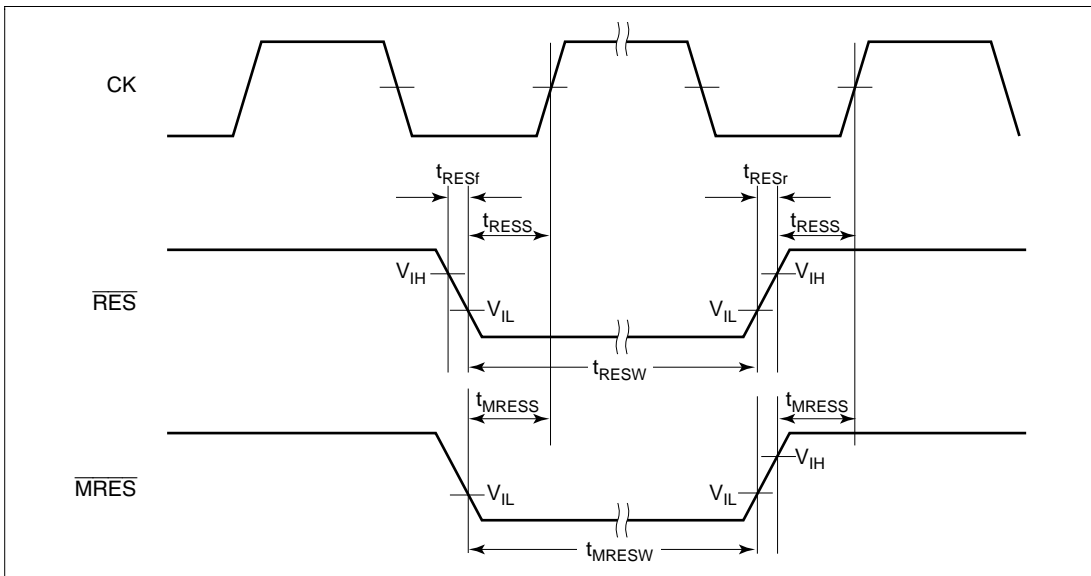 CK
tRESf
tRESr
tRESS
tRESS
VIH
VIH
RES
VIL
VIL
tRESW
tMRESS
tMRESS
VIH
MRES
VIL
VIL
tMRESW